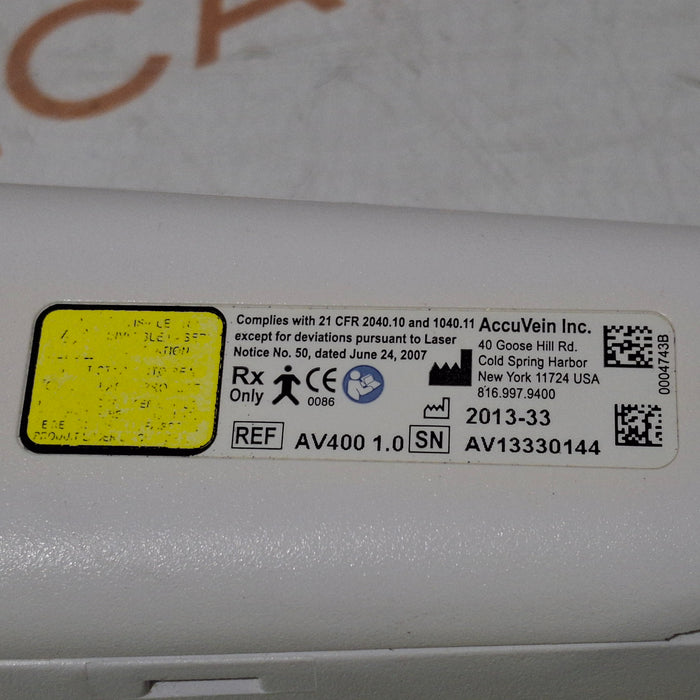 CA
Complies with 21 CFR 2040.10 and 1040.11
except for deviations pursuant to Laser
Notice No. 50, dated June 24, 2007
Rx
Only
CE
0086
REF AV400 1.0
AccuVein Inc.
40 Goose Hill Rd.
Cold Spring Harbor
New York 11724 USA
816.997.9400
2013-33
SN AV13330144
0004743B